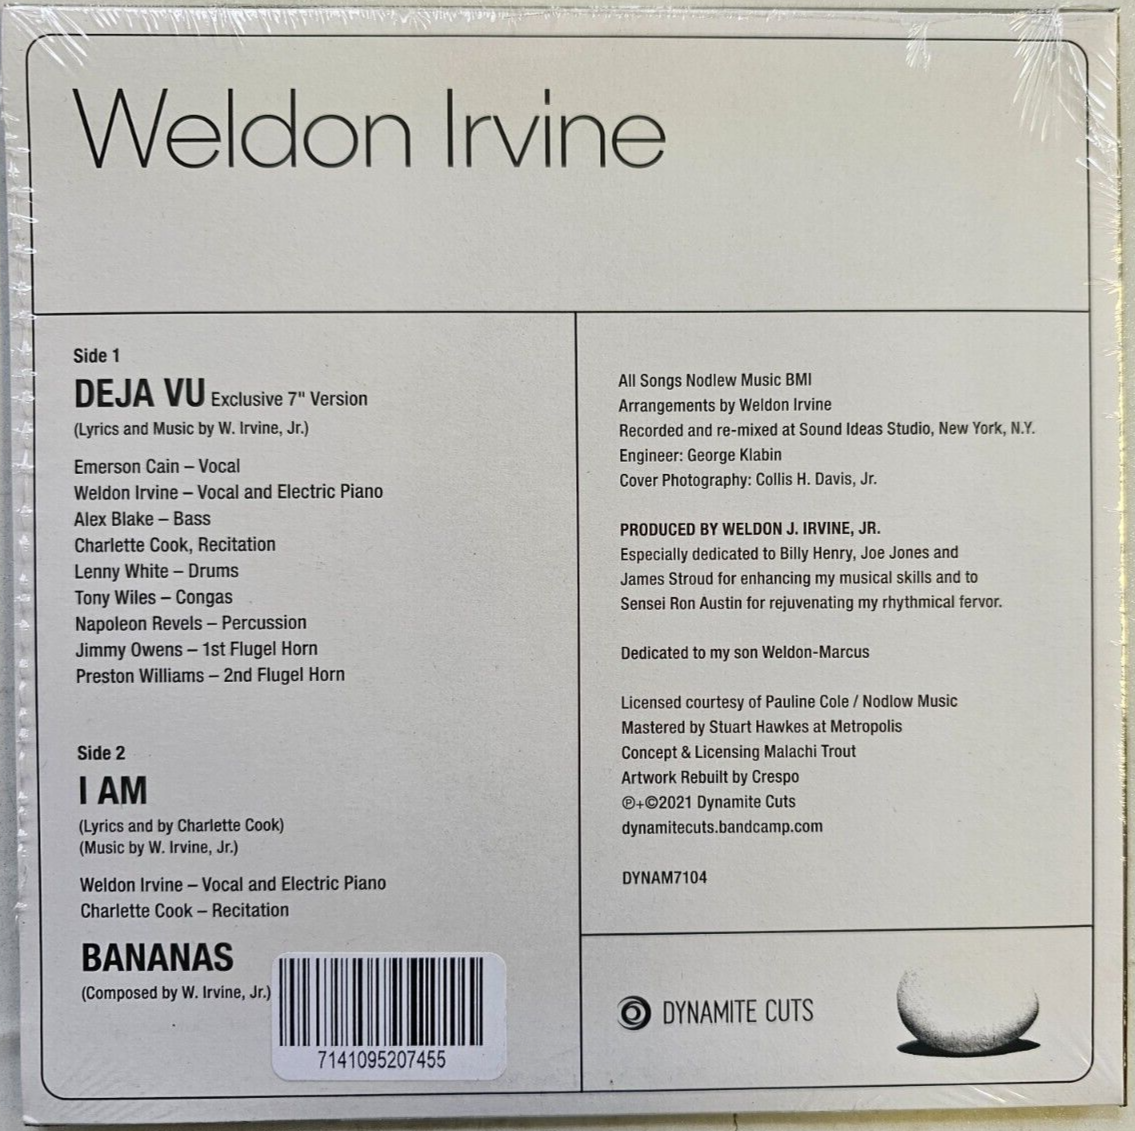 Weldon Irvine
Side 1
DEJA VU Exclusive 7" Version
(Lyrics and Music by W. Irvine, Jr.)
Emerson Cain – Vocal
Weldon Irvine – Vocal and Electric Piano
Alex Blake – Bass
Charlette Cook, Recitation
Lenny White – Drums
Tony Wiles – Congas
Napoleon Revels – Percussion
Jimmy Owens – 1st Flugel Horn
Preston Williams – 2nd Flugel Horn
Side 2
I AM
(Lyrics and by Charlette Cook)
(Music by W. Irvine, Jr.)
Weldon Irvine – Vocal and Electric Piano
Charlette Cook – Recitation
BANANAS
(Composed by W. Irvine, Jr.)
7141095207455
All Songs Nodlew Music BMI
Arrangements by Weldon Irvine
Recorded and re-mixed at Sound Ideas Studio, New York, N.Y.
Engineer: George Klabin
Cover Photography: Collis H. Davis, Jr.
PRODUCED BY WELDON J. IRVINE, JR.
Especially dedicated to Billy Henry, Joe Jones and
James Stroud for enhancing my musical skills and to
Sensei Ron Austin for rejuvenating my rhythmical fervor.
Dedicated to my son Weldon-Marcus
Licensed courtesy of Pauline Cole / Nodlow Music
Mastered by Stuart Hawkes at Metropolis
Concept & Licensing Malachi Trout
Artwork Rebuilt by Crespo
℗+©2021 Dynamite Cuts
dynamitecuts.bandcamp.com
DYNAM7104
DYNAMITE CUTS